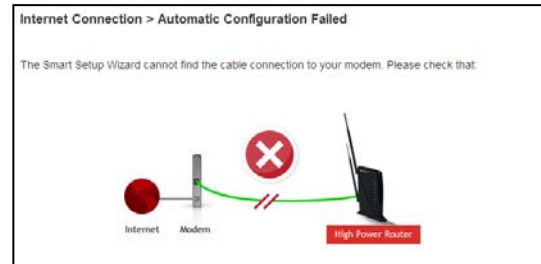 Internet Connection > Automatic Configuration Failed
The Smart Setup Wizard cannot find the cable connection to your modem. Please check that:
Internet
Modem
High Power Router